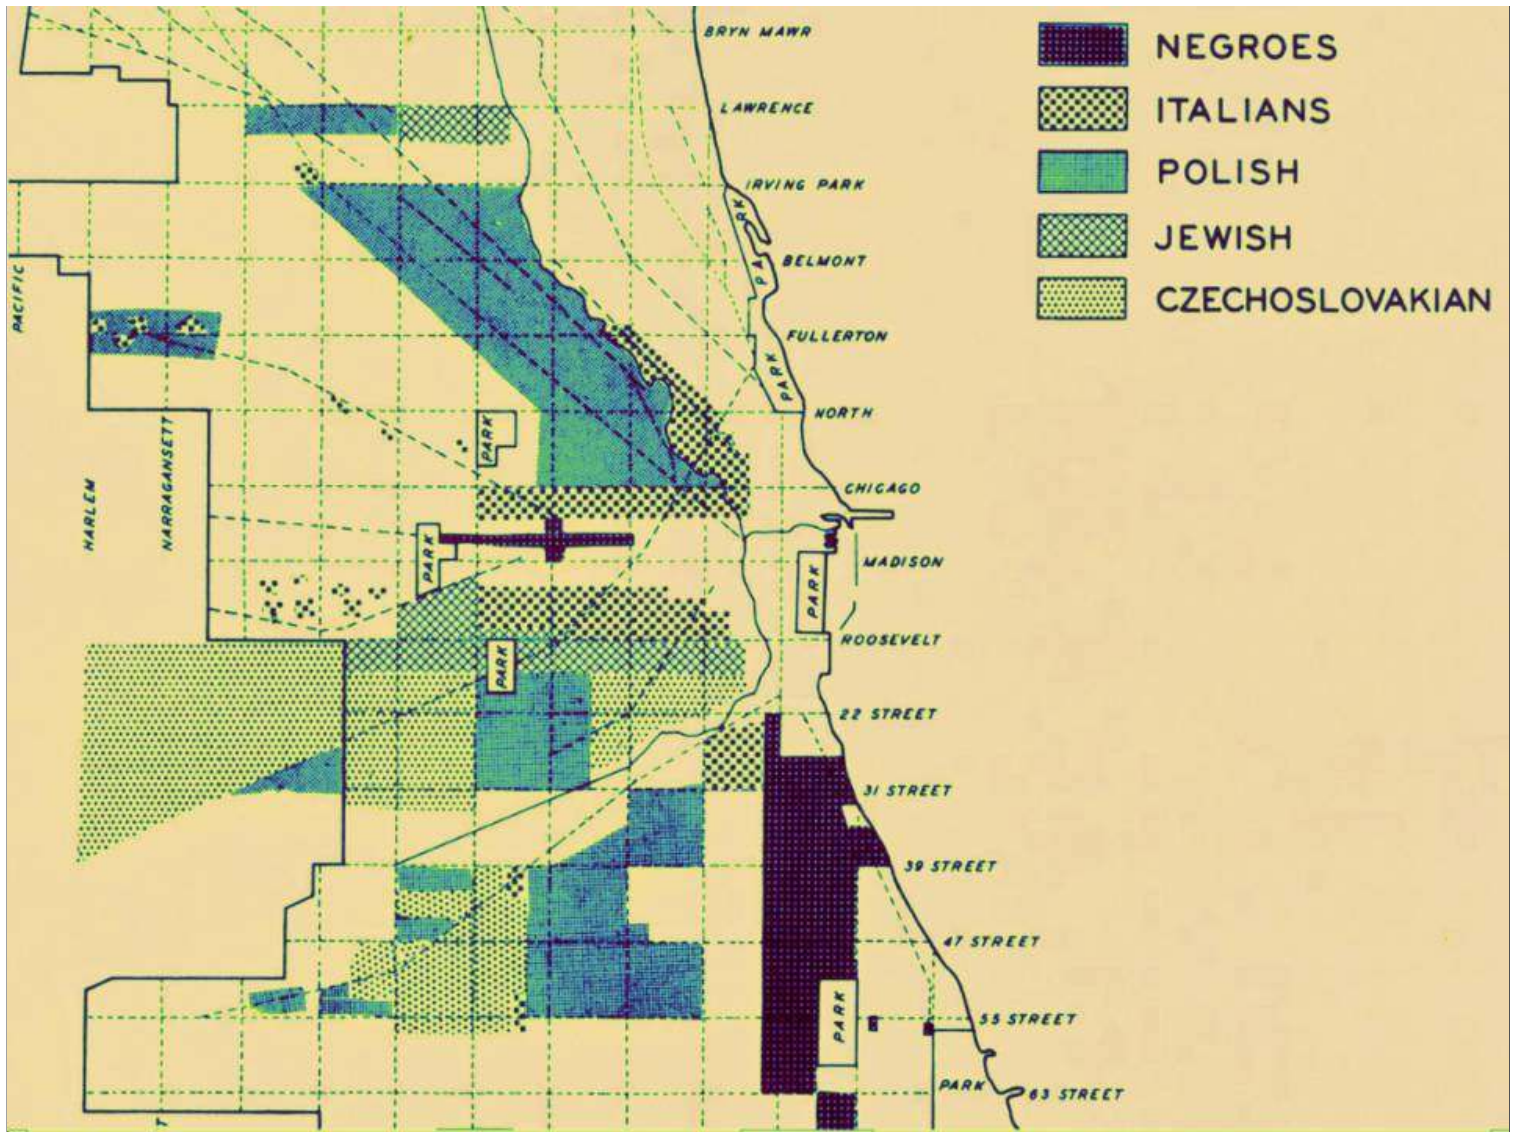 BRYN MAWR
LAWRENCE
IRVING PARK
PARK
BELMONT
PACIFIC
FULLERTON
PARK
NORTH
PARK
NARRAGANSETT
HARLEM
CHICAGO
PARK
MADISON
PARK
ROOSEVELT
PARK
22 STREET
31 STREET
39 STREET
47 STREET
55 STREET
PARK
PARK
63 STREET
T
NEGROES
ITALIANS
POLISH
JEWISH
CZECHOSLOVAKIAN